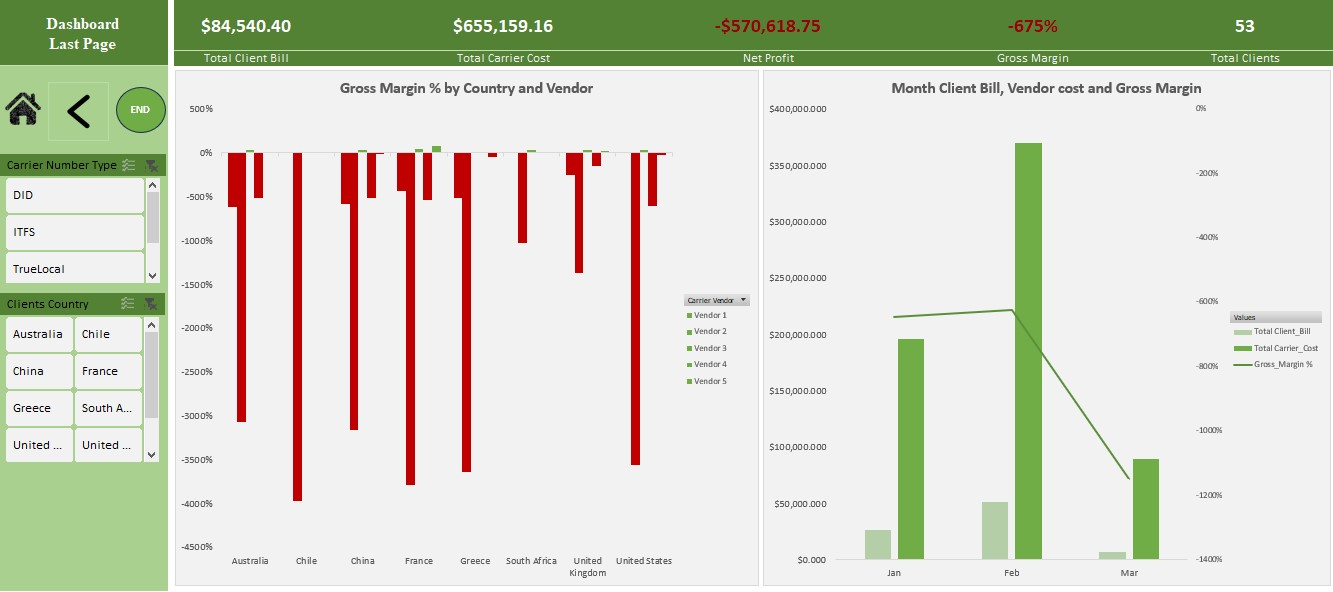 Dashboard
Last Page
$84,540.40
$655,159.16
-$570,618.75
-675%
53
Total Client Bill
Total Carrier Cost
Net Profit
Gross Margin
Total Clients
END
Carrier Number Type
DID
ITFS
TrueLocal
Clients Country
Australia
Chile
China
France
Greece
South A...
United ...
United ...
Gross Margin % by Country and Vendor
500%
0%
-500%
-1000%
-1500%
-2000%
-2500%
-3000%
-3500%
-4000%
-4500%
Australia
Chile
China
France
Greece
South Africa
United
Kingdom
United States
Carrier Vendor
Vendor 1
Vendor 2
Vendor 3
Vendor 4
Vendor 5
Month Client Bill, Vendor cost and Gross Margin
$400,000.000
$350,000.000
$300,000.000
$250,000.000
$200,000.000
$150,000.000
$100,000.000
$50,000.000
$0.000
0%
-200%
-400%
-600%
-800%
-1000%
-1200%
-1400%
Jan
Feb
Mar
Values
Total Client_Bill
Total Carrier_Cost
Gross_Margin %